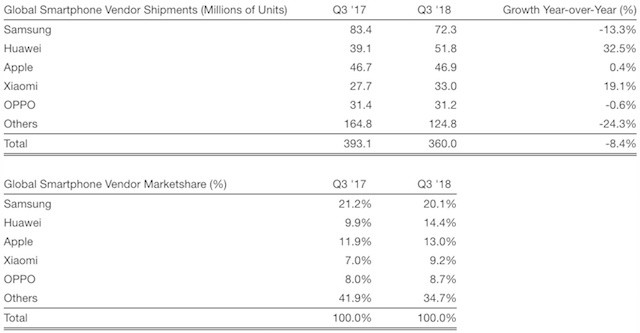 Global Smartphone Vendor Shipments (Millions of Units) Q3 '17 Q3 '18 Growth Year-over-Year (%)
Samsung 83.4 72.3 -13.3%
Huawei 39.1 51.8 32.5%
Apple 46.7 46.9 0.4%
Xiaomi 27.7 33.0 19.1%
OPPO 31.4 31.2 -0.6%
Others 164.8 124.8 -24.3%
Total 393.1 360.0 -8.4%
Global Smartphone Vendor Marketshare (%) Q3 '17 Q3 '18
Samsung 21.2% 20.1%
Huawei 9.9% 14.4%
Apple 11.9% 13.0%
Xiaomi 7.0% 9.2%
OPPO 8.0% 8.7%
Others 41.9% 34.7%
Total 100.0% 100.0%